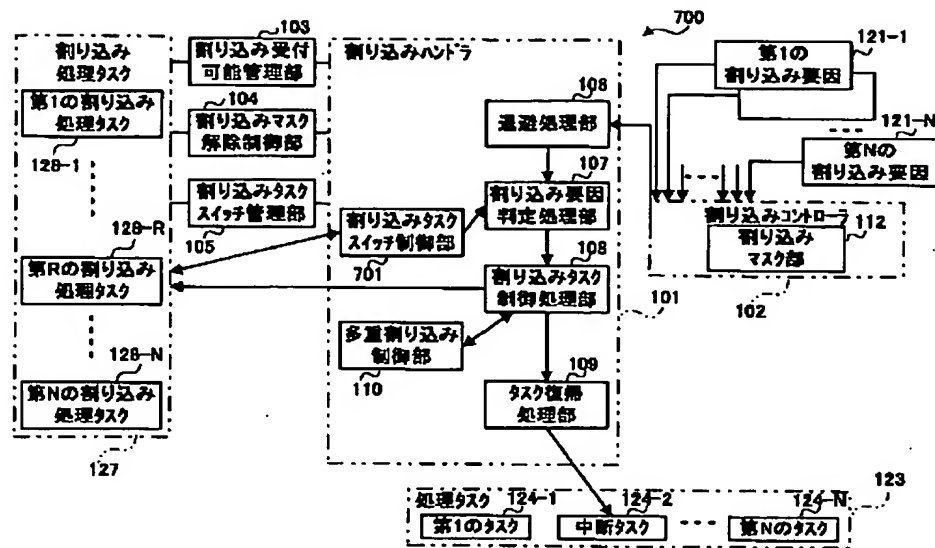 700
割り込み
処理タスク
第1の割り込み
処理タスク
128-1
128-R
第Rの割り込み
処理タスク
128-N
第Nの割り込み
処理タスク
127
103
割り込み受付
可能管理部
104
割り込みマスク
解除制御部
割り込みタスク
スイッチ管理部
105
割り込みハンドラ
108
退避処理部
107
割り込み要因
判定処理部
割り込みタスク
スイッチ制御部
701
108
割り込みタスク
制御処理部
多重割り込み
制御部
110
109
タスク復帰
処理部
101
121-1
第1の
割り込み要因
121-N
第Nの
割り込み要因
割り込みコントローラ
112
割り込み
マスク部
102
処理タスク
123
124-1
第1のタスク
124-2
中断タスク
124-N
第Nのタスク